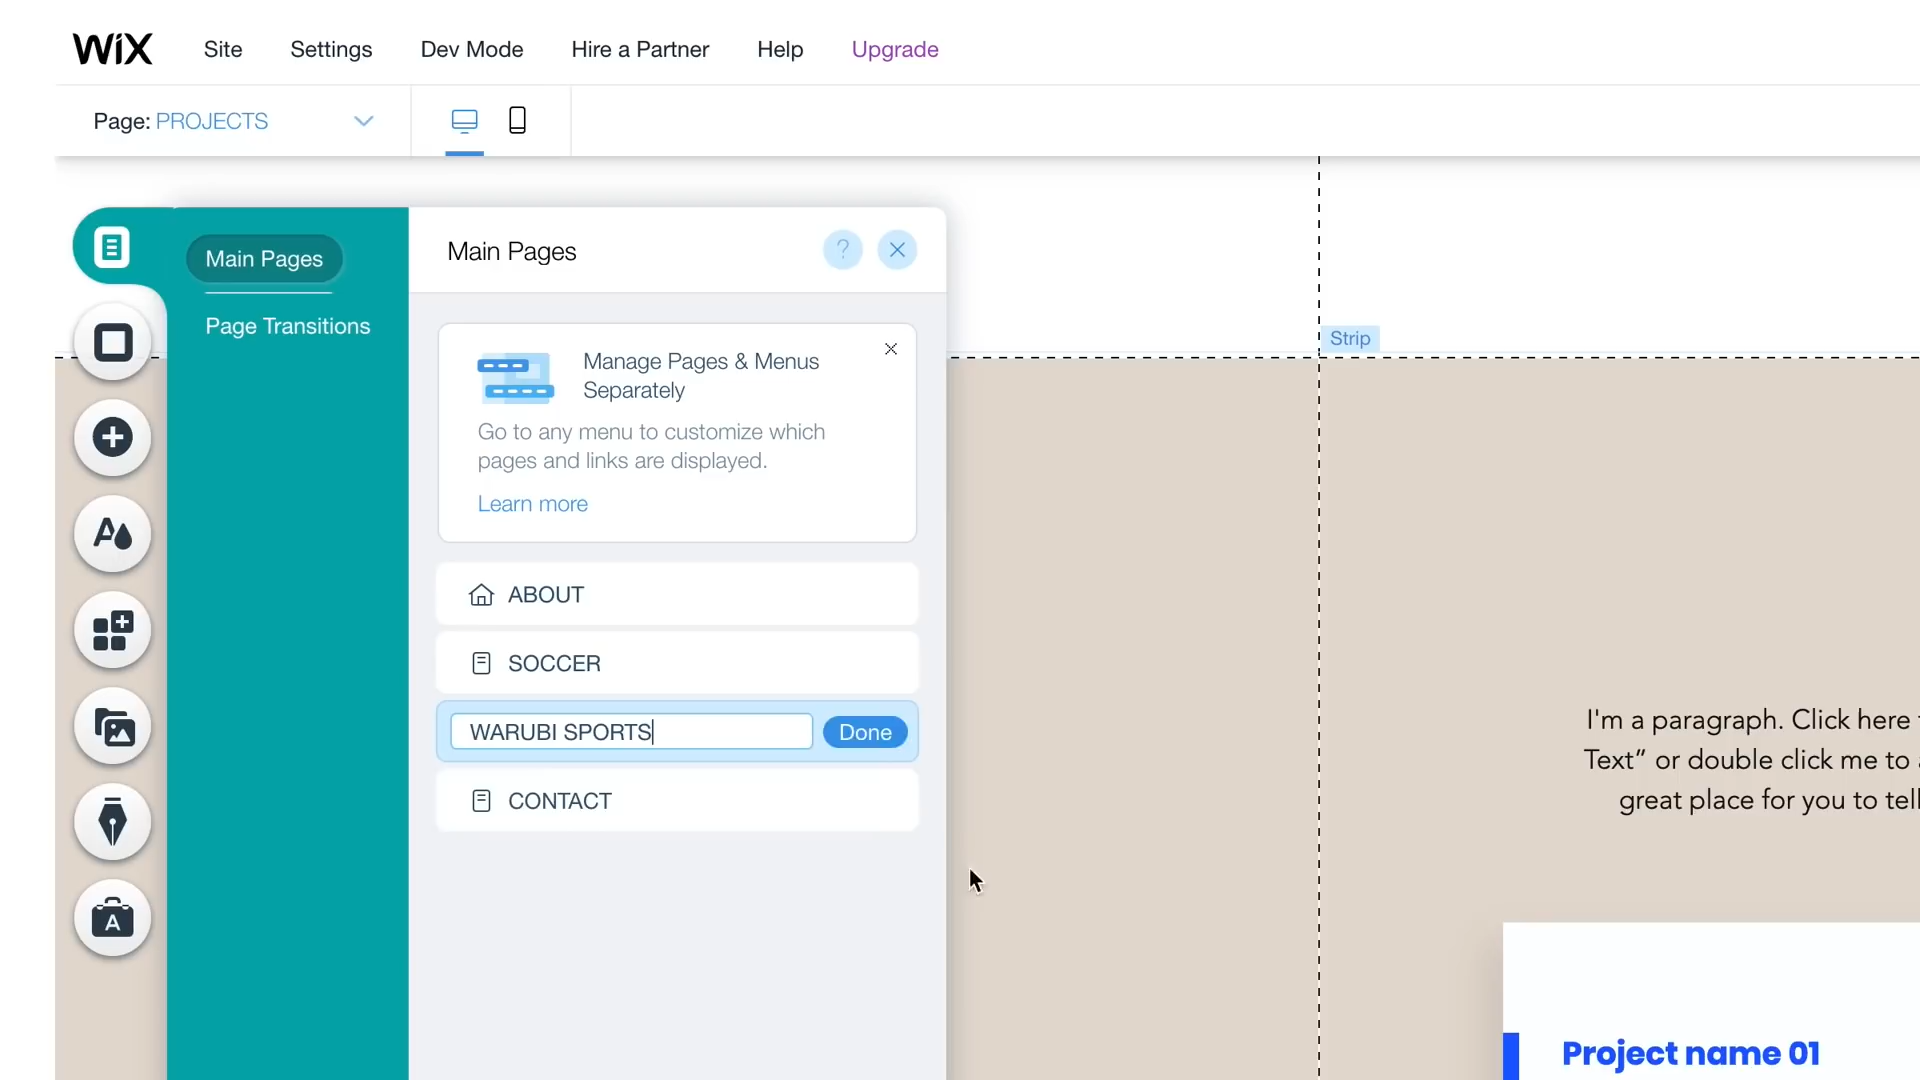 WiX Site Settings Dev Mode Hire a Partner Help Upgrade
Page: PROJECTS
Main Pages
Page Transitions
Main Pages ?
Manage Pages & Menus
Separately
Go to any menu to customize which
pages and links are displayed.
Learn more
ABOUT
SOCCER
WARUBI SPORTS Done
CONTACT
Strip
I'm a paragraph. Click here
Text” or double click me to
great place for you to tell
Project name 01